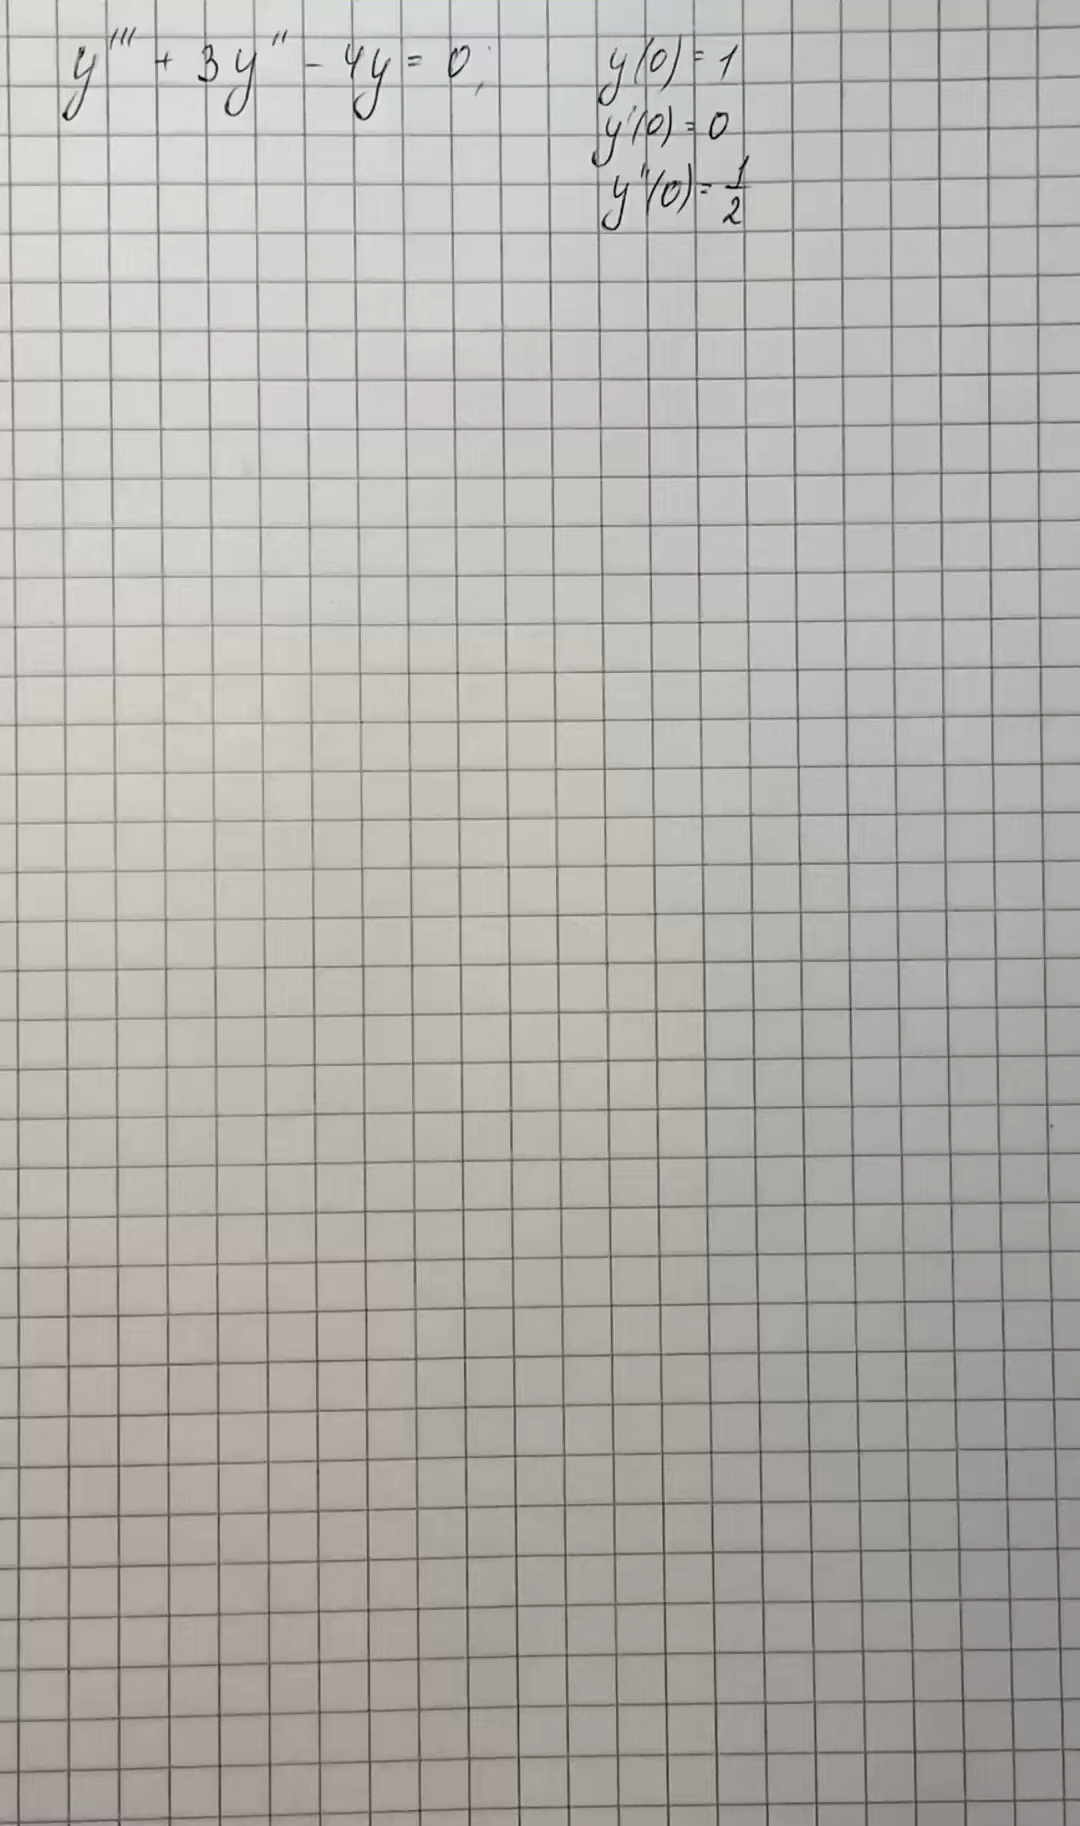 y''' + 3y'' - 4y = 0; y(0) = 1
y'(0) = 0
y''(0) = 1/2